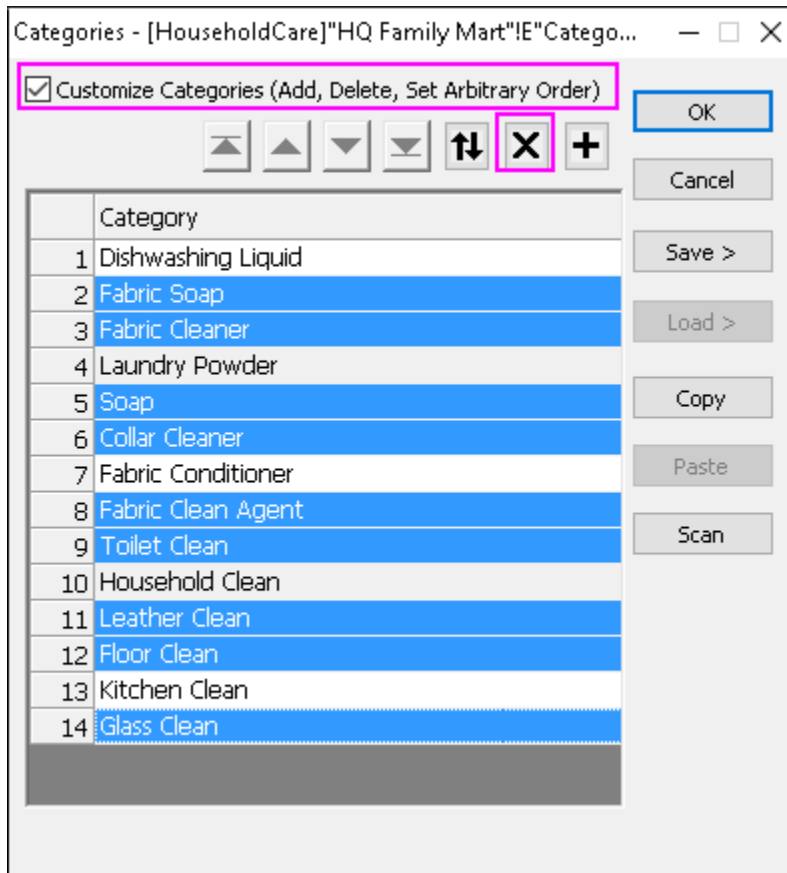 Categories - [HouseholdCare]"HQ Family Mart"!E"Catego...
Customize Categories (Add, Delete, Set Arbitrary Order)
OK
Cancel
Save >
Load >
Copy
Paste
Scan
Category
1 Dishwashing Liquid
2 Fabric Soap
3 Fabric Cleaner
4 Laundry Powder
5 Soap
6 Collar Cleaner
7 Fabric Conditioner
8 Fabric Clean Agent
9 Toilet Clean
10 Household Clean
11 Leather Clean
12 Floor Clean
13 Kitchen Clean
14 Glass Clean